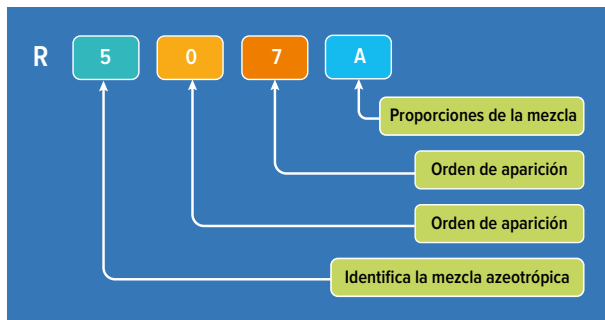 R 5 0 7 A
Proporciones de la mezcla
Orden de aparición
Orden de aparición
Identifica la mezcla azeotrópica